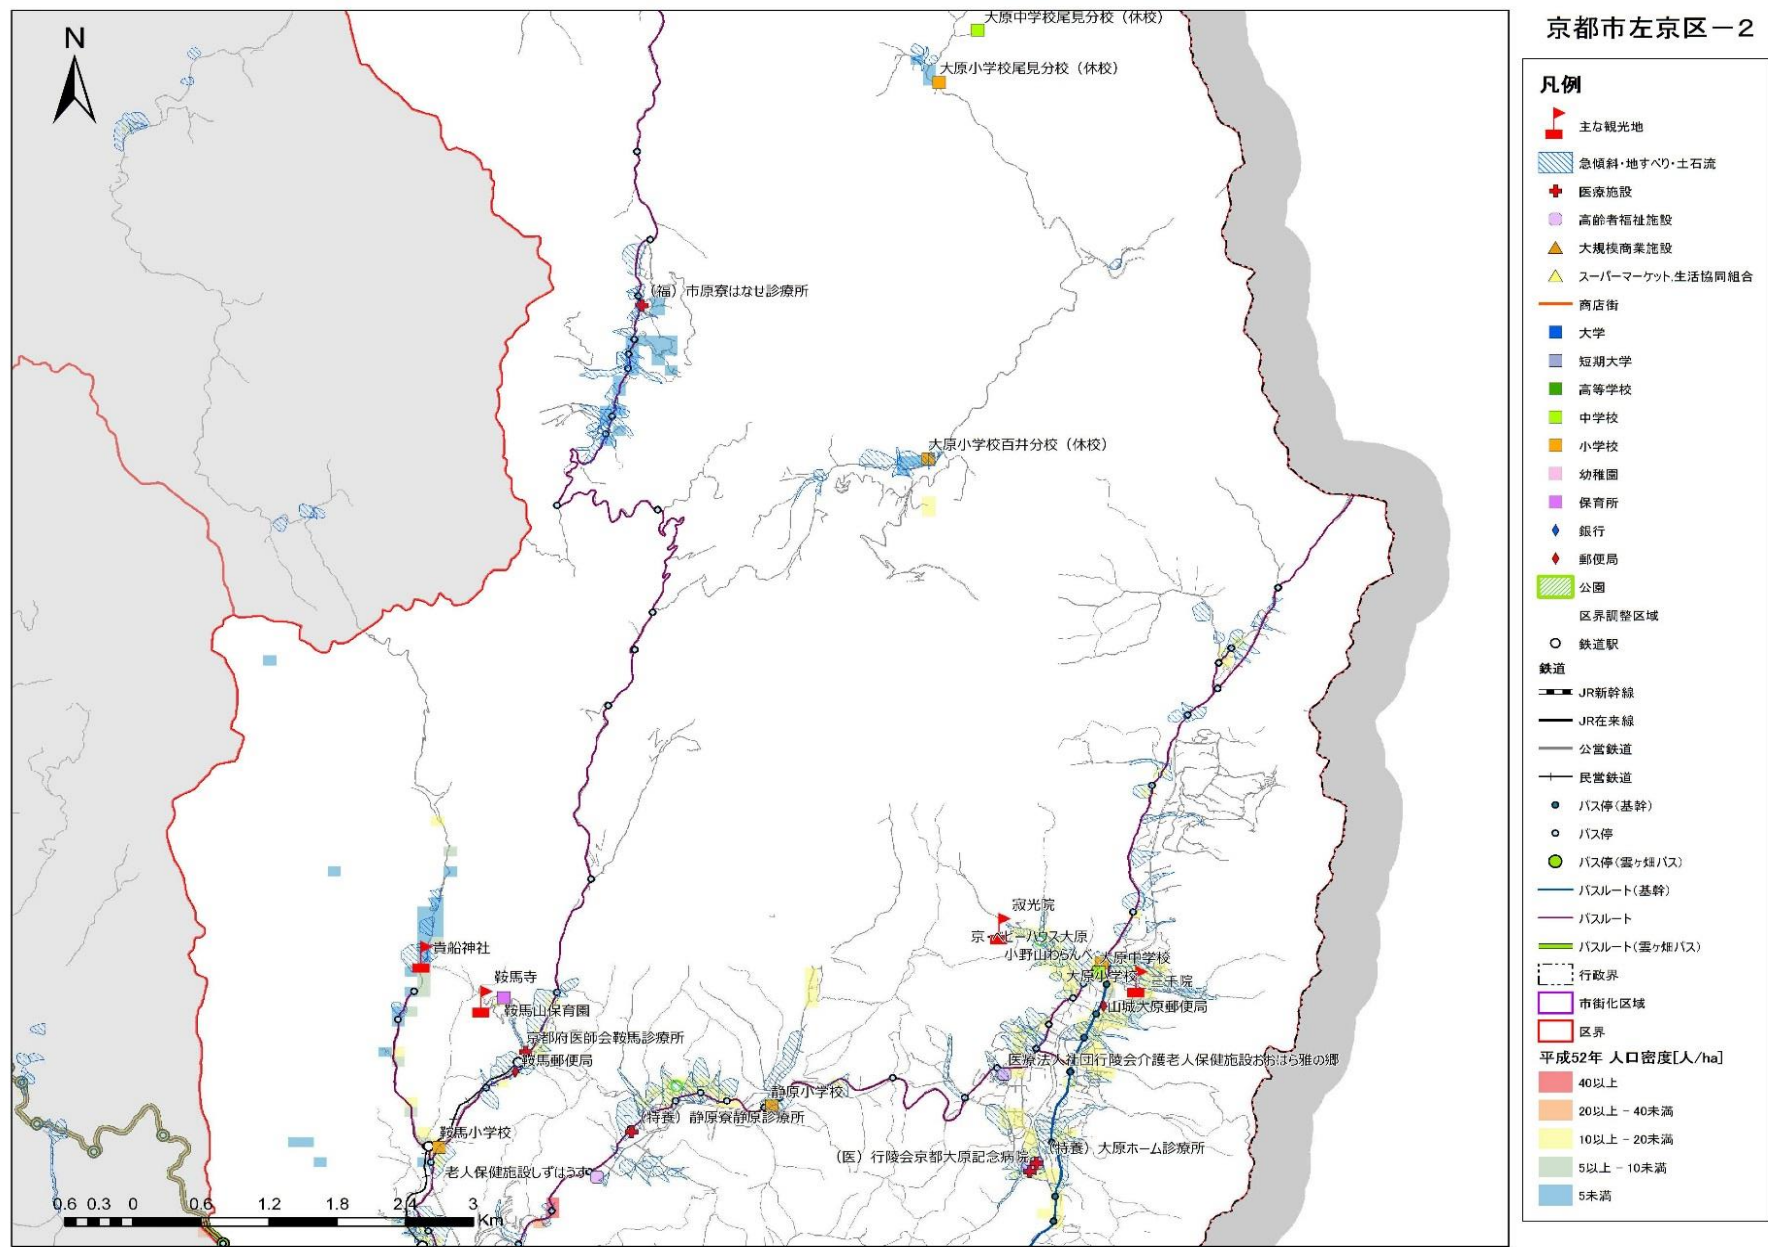 京都市左京区－2
N
大原中学校尾見分校（休校）
大原小学校尾見分校（休校）
（福）市原寮はなせ診療所
大原小学校百井分校（休校）
寂光院
京・ベビーハウス大原
小野山わらんべ
大原中学校
大原小学校
三千院
山城大原郵便局
貴船神社
鞍馬寺
鞍馬山保育園
京都府医師会鞍馬診療所
鞍馬郵便局
医療法人社団行陵会介護老人保健施設おおはら雅の郷
静原小学校
（特養）静原寮静原診療所
鞍馬小学校
（特養）大原ホーム診療所
（医）行陵会京都大原記念病院
老人保健施設しずはうす
0.6 0.3 0 0.6 1.2 1.8 2.4 3
Km
凡例
主な観光地
急傾斜・地すべり・土石流
医療施設
高齢者福祉施設
大規模商業施設
スーパーマーケット,生活協同組合
商店街
大学
短期大学
高等学校
中学校
小学校
幼稚園
保育所
銀行
郵便局
公園
区界調整区域
鉄道駅
鉄道
JR新幹線
JR在来線
公営鉄道
民営鉄道
バス停(基幹)
バス停
バス停(雲ヶ畑バス)
バスルート(基幹)
バスルート
バスルート(雲ヶ畑バス)
行政界
市街化区域
区界
平成52年 人口密度[人/ha]
40以上
20以上 - 40未満
10以上 - 20未満
5以上 - 10未満
5未満